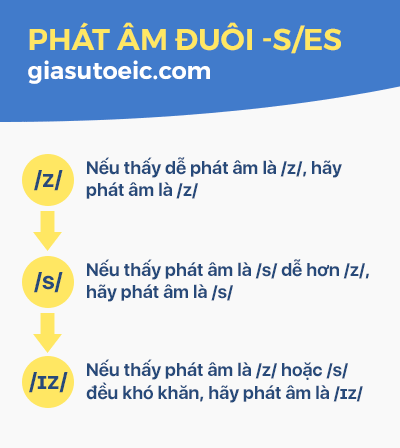 PHÁT ÂM ĐUÔI -S/ES
giasutoeic.com
/z/
Nếu thấy dễ phát âm là /z/, hãy
phát âm là /z/
/s/
Nếu thấy phát âm là /s/ dễ hơn /z/,
hãy phát âm là /s/
/ɪz/
Nếu thấy phát âm là /z/ hoặc /s/
đều khó khăn, hãy phát âm là /ɪz/